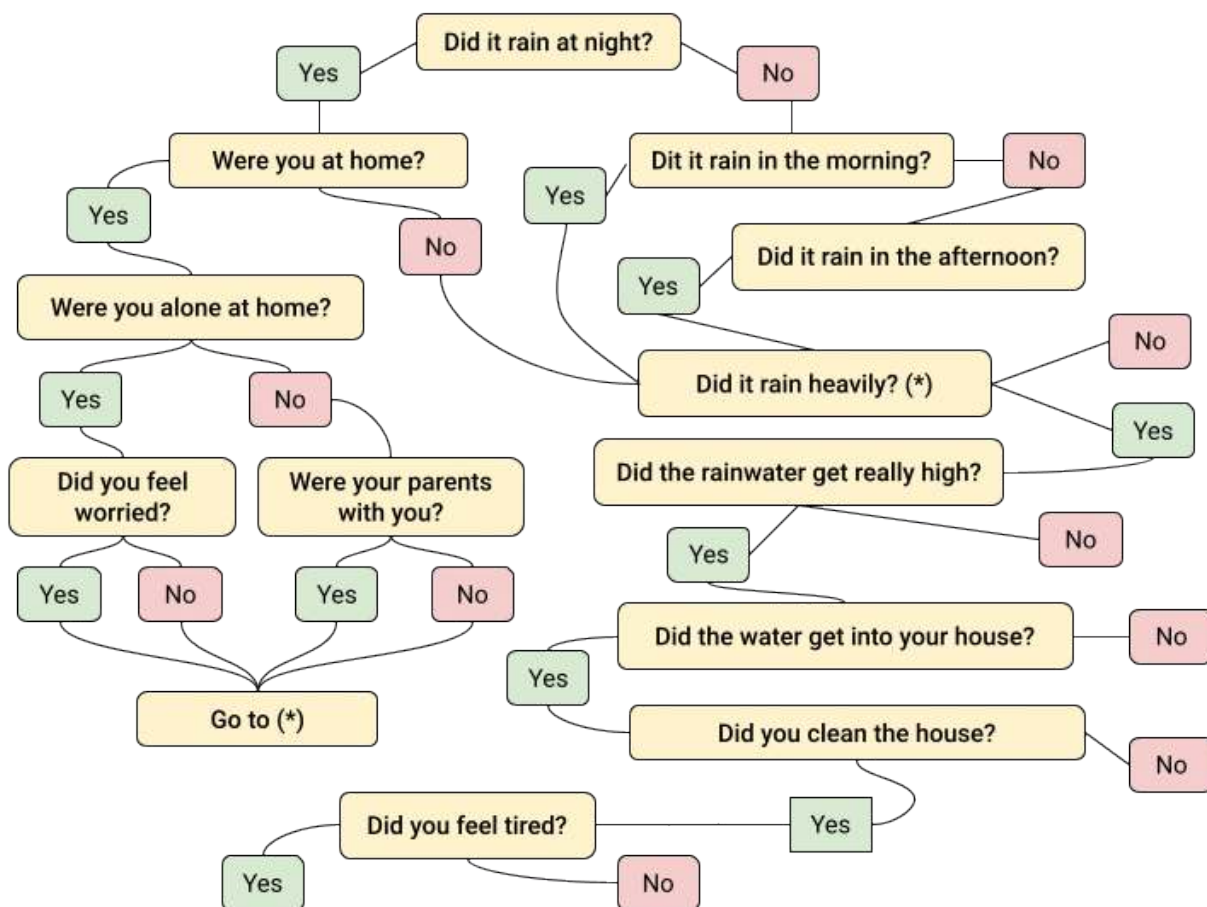 Did it rain at night?
Yes
No
Were you at home?
Dit it rain in the morning?
No
Yes
Yes
No
Did it rain in the afternoon?
Yes
Were you alone at home?
No
Did it rain heavily? (*)
Yes
No
Yes
Did you feel
worried?
Were your parents
with you?
Did the rainwater get really high?
Yes
No
Yes
No
Yes
No
Did the water get into your house?
No
Yes
Go to (*)
Did you clean the house?
No
Did you feel tired?
Yes
Yes
No